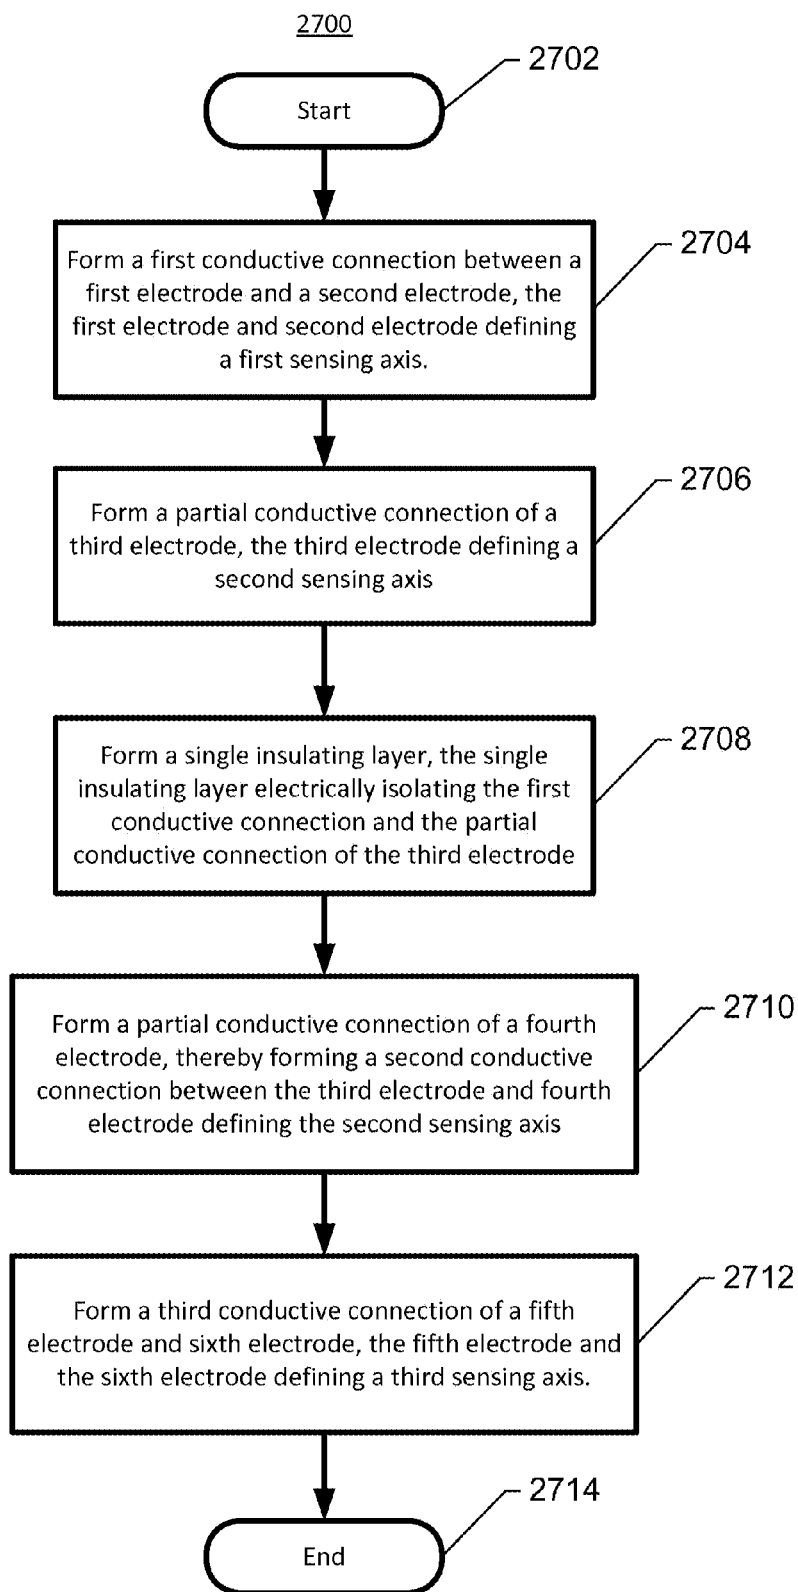 2700
2702
Start
2704
Form a first conductive connection between a
first electrode and a second electrode, the
first electrode and second electrode defining
a first sensing axis.
2706
Form a partial conductive connection of a
third electrode, the third electrode defining a
second sensing axis
2708
Form a single insulating layer, the single
insulating layer electrically isolating the first
conductive connection and the partial
conductive connection of the third electrode
2710
Form a partial conductive connection of a fourth
electrode, thereby forming a second conductive
connection between the third electrode and fourth
electrode defining the second sensing axis
2712
Form a third conductive connection of a fifth
electrode and sixth electrode, the fifth electrode and
the sixth electrode defining a third sensing axis.
2714
End